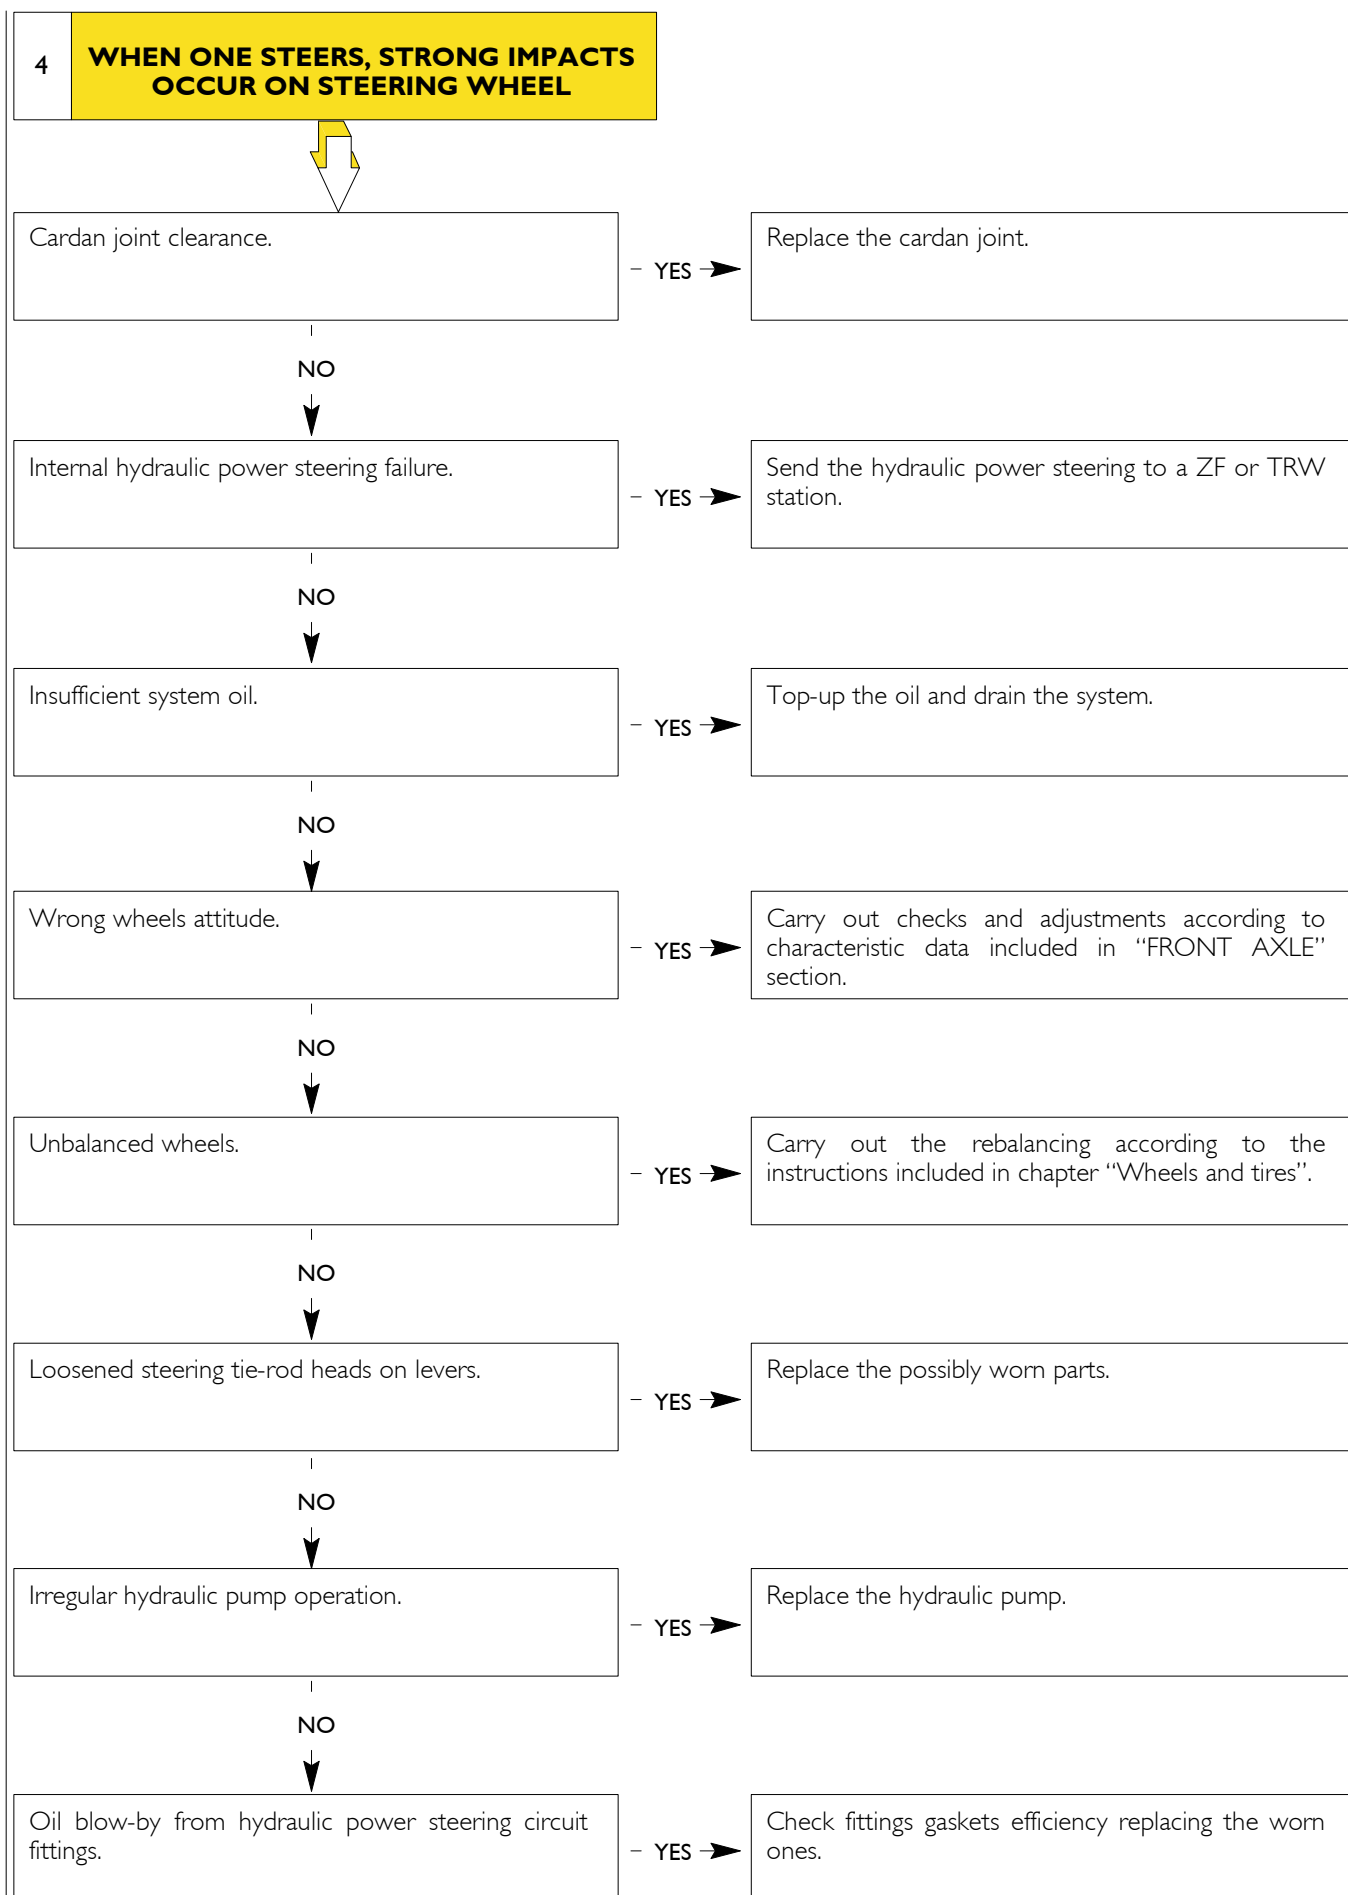 4
WHEN ONE STEERS, STRONG IMPACTS
OCCUR ON STEERING WHEEL
Cardan joint clearance.
YES
Replace the cardan joint.
NO
Internal hydraulic power steering failure.
YES
Send the hydraulic power steering to a ZF or TRW
station.
NO
Insufficient system oil.
YES
Top-up the oil and drain the system.
NO
Wrong wheels attitude.
YES
Carry out checks and adjustments according to
characteristic data included in “FRONT AXLE”
section.
NO
Unbalanced wheels.
YES
Carry out the rebalancing according to the
instructions included in chapter “Wheels and tires”.
NO
Loosened steering tie-rod heads on levers.
YES
Replace the possibly worn parts.
NO
Irregular hydraulic pump operation.
YES
Replace the hydraulic pump.
NO
Oil blow-by from hydraulic power steering circuit
fittings.
YES
Check fittings gaskets efficiency replacing the worn
ones.